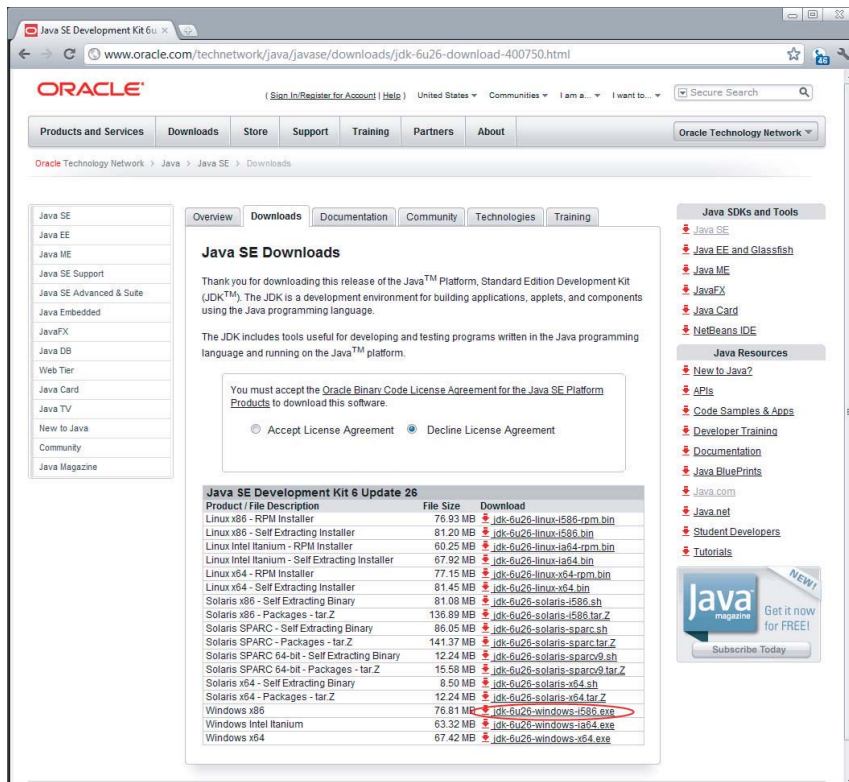 Java SE Development Kit 6u
www.oracle.com/technetwork/java/javase/downloads/jdk-6u26-download-400750.html
46
ORACLE
( Sign In/Register for Account | Help ) United States Communities I am a... I want to... Secure Search
Products and Services Downloads Store Support Training Partners About Oracle Technology Network
Oracle Technology Network > Java > Java SE > Downloads
Java SE
Java EE
Java ME
Java SE Support
Java SE Advanced & Suite
Java Embedded
JavaFX
Java DB
Web Tier
Java Card
Java TV
New to Java
Community
Java Magazine
Overview Downloads Documentation Community Technologies Training
Java SE Downloads
Thank you for downloading this release of the Java™ Platform, Standard Edition Development Kit
(JDK™). The JDK is a development environment for building applications, applets, and components
using the Java programming language.
The JDK includes tools useful for developing and testing programs written in the Java programming
language and running on the Java™ platform.
You must accept the Oracle Binary Code License Agreement for the Java SE Platform
Products to download this software.
Accept License Agreement Decline License Agreement
Java SE Development Kit 6 Update 26
Product / File Description File Size Download
Linux x86 - RPM Installer 76.93 MB jdk-6u26-linux-i586-rpm.bin
Linux x86 - Self Extracting Installer 81.20 MB jdk-6u26-linux-i586.bin
Linux Intel Itanium - RPM Installer 60.25 MB jdk-6u26-linux-ia64-rpm.bin
Linux Intel Itanium - Self Extracting Installer 67.92 MB jdk-6u26-linux-ia64.bin
Linux x64 - RPM Installer 77.15 MB jdk-6u26-linux-x64-rpm.bin
Linux x64 - Self Extracting Installer 81.45 MB jdk-6u26-linux-x64.bin
Solaris x86 - Self Extracting Binary 81.08 MB jdk-6u26-solaris-i586.sh
Solaris x86 - Packages - tar.Z 136.89 MB jdk-6u26-solaris-i586.tar.Z
Solaris SPARC - Self Extracting Binary 86.05 MB jdk-6u26-solaris-sparc.sh
Solaris SPARC - Packages - tar.Z 141.37 MB jdk-6u26-solaris-sparc.tar.Z
Solaris SPARC 64-bit - Self Extracting Binary 12.24 MB jdk-6u26-solaris-sparcv9.sh
Solaris SPARC 64-bit - Packages - tar.Z 15.58 MB jdk-6u26-solaris-sparcv9.tar.Z
Solaris x64 - Self Extracting Binary 8.50 MB jdk-6u26-solaris-x64.sh
Solaris x64 - Packages - tar.Z 12.24 MB jdk-6u26-solaris-x64.tar.Z
Windows x86 76.81 MB jdk-6u26-windows-i586.exe
Windows Intel Itanium 63.32 MB jdk-6u26-windows-ia64.exe
Windows x64 67.42 MB jdk-6u26-windows-x64.exe
Java SDKs and Tools
Java SE
Java EE and Glassfish
Java ME
JavaFX
Java Card
NetBeans IDE
Java Resources
New to Java?
APIs
Code Samples & Apps
Developer Training
Documentation
Java BluePrints
Java.com
Java.net
Student Developers
Tutorials
NEW!
Java
magazine
Get it now
for FREE!
Subscribe Today